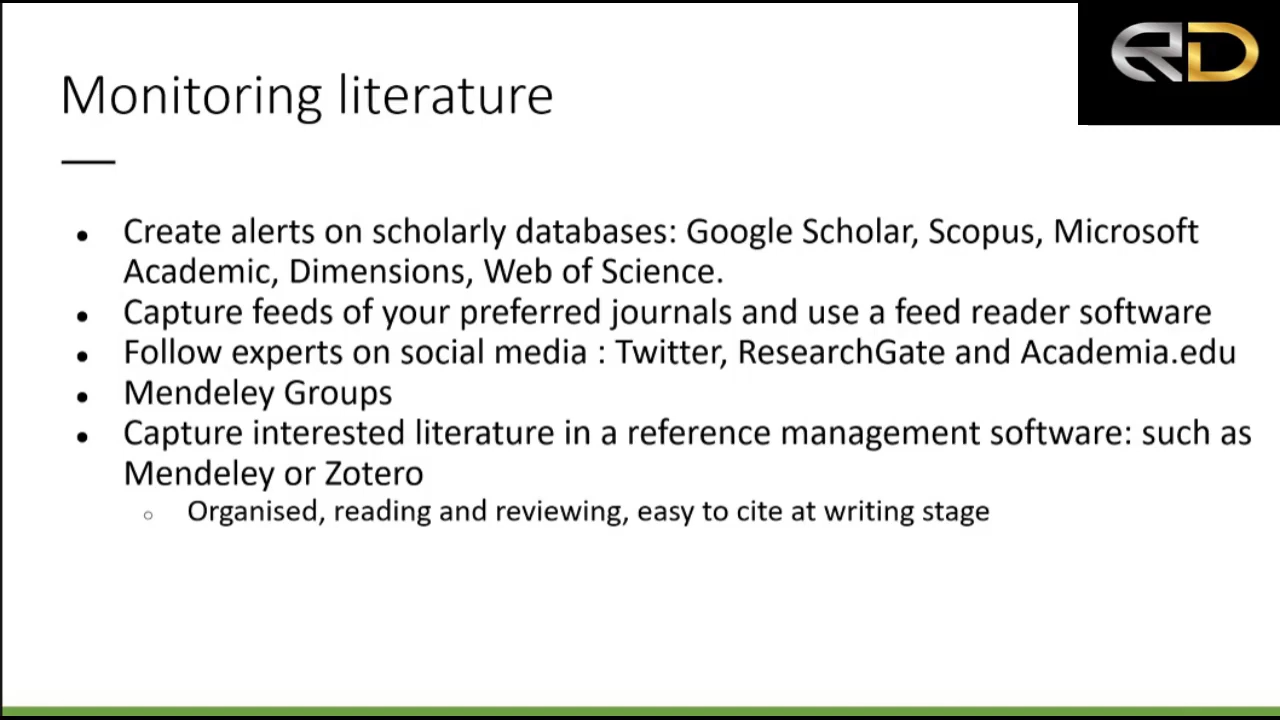 Monitoring literature
RD
• Create alerts on scholarly databases: Google Scholar, Scopus, Microsoft
Academic, Dimensions, Web of Science.
• Capture feeds of your preferred journals and use a feed reader software
• Follow experts on social media : Twitter, ResearchGate and Academia.edu
• Mendeley Groups
• Capture interested literature in a reference management software: such as
Mendeley or Zotero
○ Organised, reading and reviewing, easy to cite at writing stage